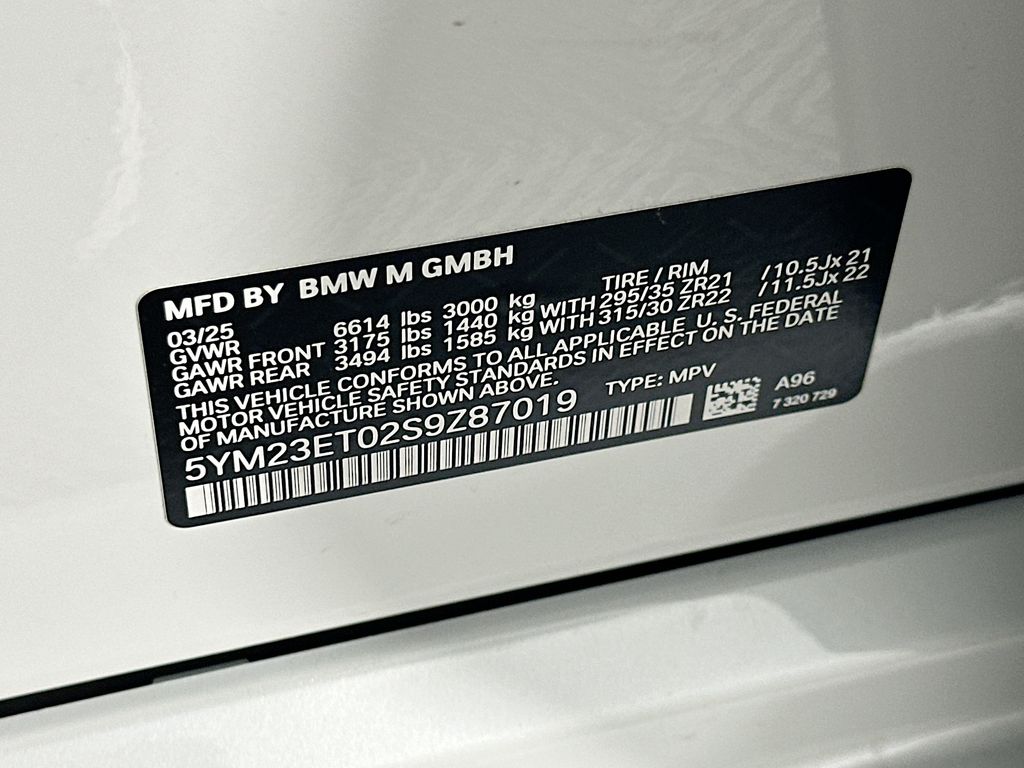 MFD BY BMW M GMBH
03/25 TIRE / RIM
GVWR 6614 lbs 3000 kg
GAWR FRONT 3175 lbs 1440 kg WITH 295/35 ZR21 /10.5Jx 21
GAWR REAR 3494 lbs 1585 kg WITH 315/30 ZR22 /11.5Jx 22
THIS VEHICLE CONFORMS TO ALL APPLICABLE U. S. FEDERAL
MOTOR VEHICLE SAFETY STANDARDS IN EFFECT ON THE DATE
OF MANUFACTURE SHOWN ABOVE.
5YM23ET02S9Z87019 TYPE: MPV A96
7 320 729